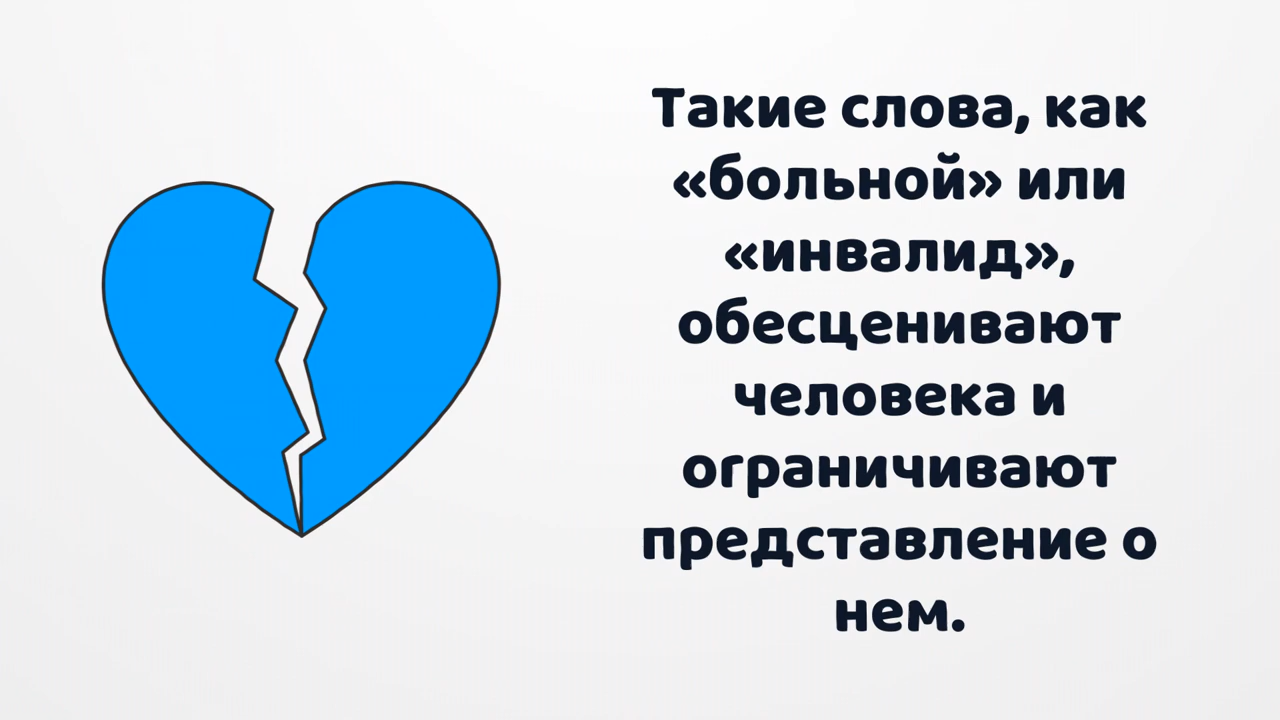 Такие слова, как
«больной» или
«инвалид»,
обесценивают
человека и
ограничивают
представление о
нем.